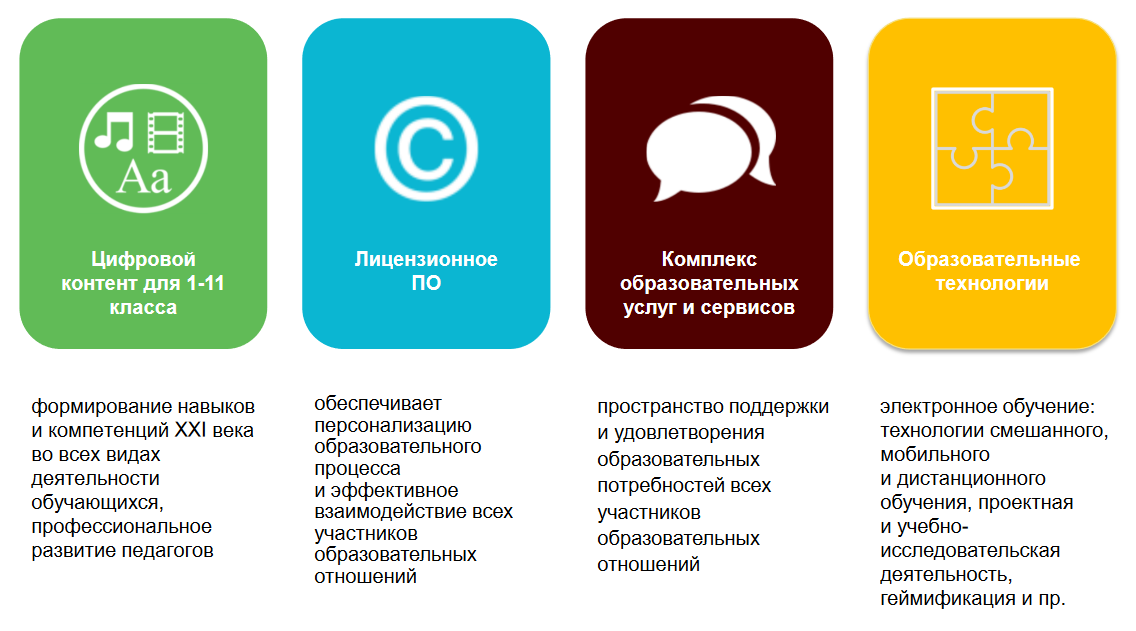 Aa
©
Цифровой
контент для 1-11
класса
Лицензионное
ПО
Комплекс
образовательных
услуг и сервисов
Образовательные
технологии
формирование навыков
и компетенций XXI века
во всех видах
деятельности
обучающихся,
профессиональное
развитие педагогов
обеспечивает
персонализацию
образовательного
процесса
и эффективное
взаимодействие всех
участников
образовательных
отношений
пространство поддержки
и удовлетворения
образовательных
потребностей всех
участников
образовательных
отношений
электронное обучение:
технологии смешанного,
мобильного
и дистанционного
обучения, проектная
и учебно-
исследовательская
деятельность,
геймификация и пр.